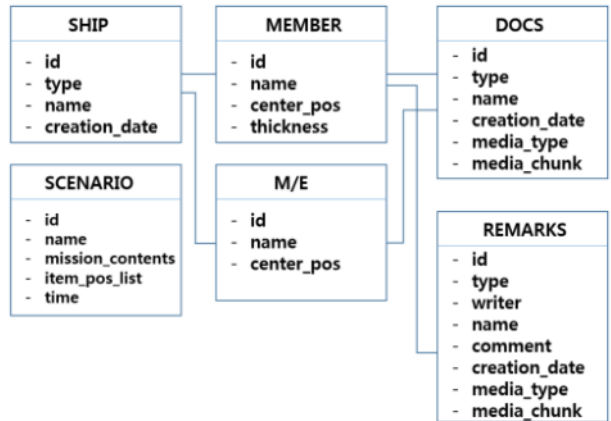 SHIP
- id
- type
- name
- creation_date
MEMBER
- id
- name
- center_pos
- thickness
DOCS
- id
- type
- name
- creation_date
- media_type
- media_chunk
SCENARIO
- id
- name
- mission_contents
- item_pos_list
- time
M/E
- id
- name
- center_pos
REMARKS
- id
- type
- writer
- name
- comment
- creation_date
- media_type
- media_chunk